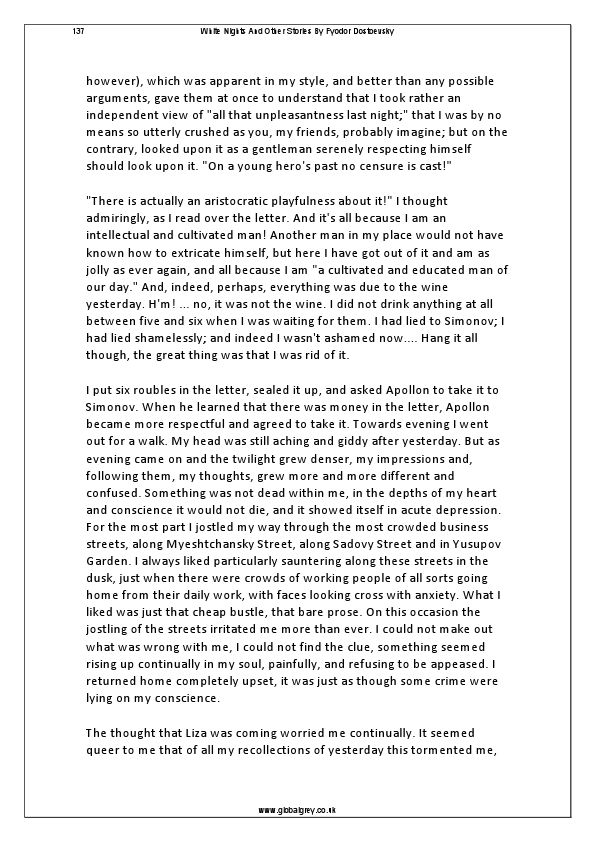 137 White Nights And Other Stories By Fyodor Dostoevsky
however), which was apparent in my style, and better than any possible
arguments, gave them at once to understand that I took rather an
independent view of "all that unpleasantness last night;" that I was by no
means so utterly crushed as you, my friends, probably imagine; but on the
contrary, looked upon it as a gentleman serenely respecting himself
should look upon it. "On a young hero's past no censure is cast!"
"There is actually an aristocratic playfulness about it!" I thought
admiringly, as I read over the letter. And it's all because I am an
intellectual and cultivated man! Another man in my place would not have
known how to extricate himself, but here I have got out of it and am as
jolly as ever again, and all because I am "a cultivated and educated man of
our day." And, indeed, perhaps, everything was due to the wine
yesterday. H'm! ... no, it was not the wine. I did not drink anything at all
between five and six when I was waiting for them. I had lied to Simonov; I
had lied shamelessly; and indeed I wasn't ashamed now.... Hang it all
though, the great thing was that I was rid of it.
I put six roubles in the letter, sealed it up, and asked Apollon to take it to
Simonov. When he learned that there was money in the letter, Apollon
became more respectful and agreed to take it. Towards evening I went
out for a walk. My head was still aching and giddy after yesterday. But as
evening came on and the twilight grew denser, my impressions and,
following them, my thoughts, grew more and more different and
confused. Something was not dead within me, in the depths of my heart
and conscience it would not die, and it showed itself in acute depression.
For the most part I jostled my way through the most crowded business
streets, along Myeshtchansky Street, along Sadovy Street and in Yusupov
Garden. I always liked particularly sauntering along these streets in the
dusk, just when there were crowds of working people of all sorts going
home from their daily work, with faces looking cross with anxiety. What I
liked was just that cheap bustle, that bare prose. On this occasion the
jostling of the streets irritated me more than ever. I could not make out
what was wrong with me, I could not find the clue, something seemed
rising up continually in my soul, painfully, and refusing to be appeased. I
returned home completely upset, it was just as though some crime were
lying on my conscience.
The thought that Liza was coming worried me continually. It seemed
queer to me that of all my recollections of yesterday this tormented me,
www.globalgrey.co.uk